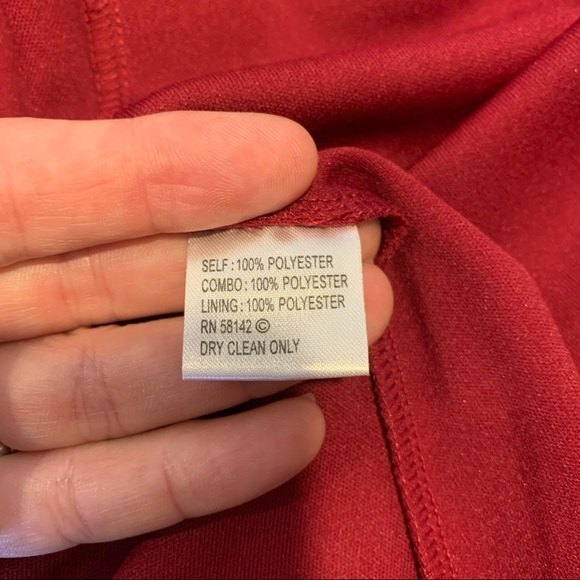 SELF : 100% POLYESTER
COMBO : 100% POLYESTER
LINING : 100% POLYESTER
RN 58142 ©
DRY CLEAN ONLY